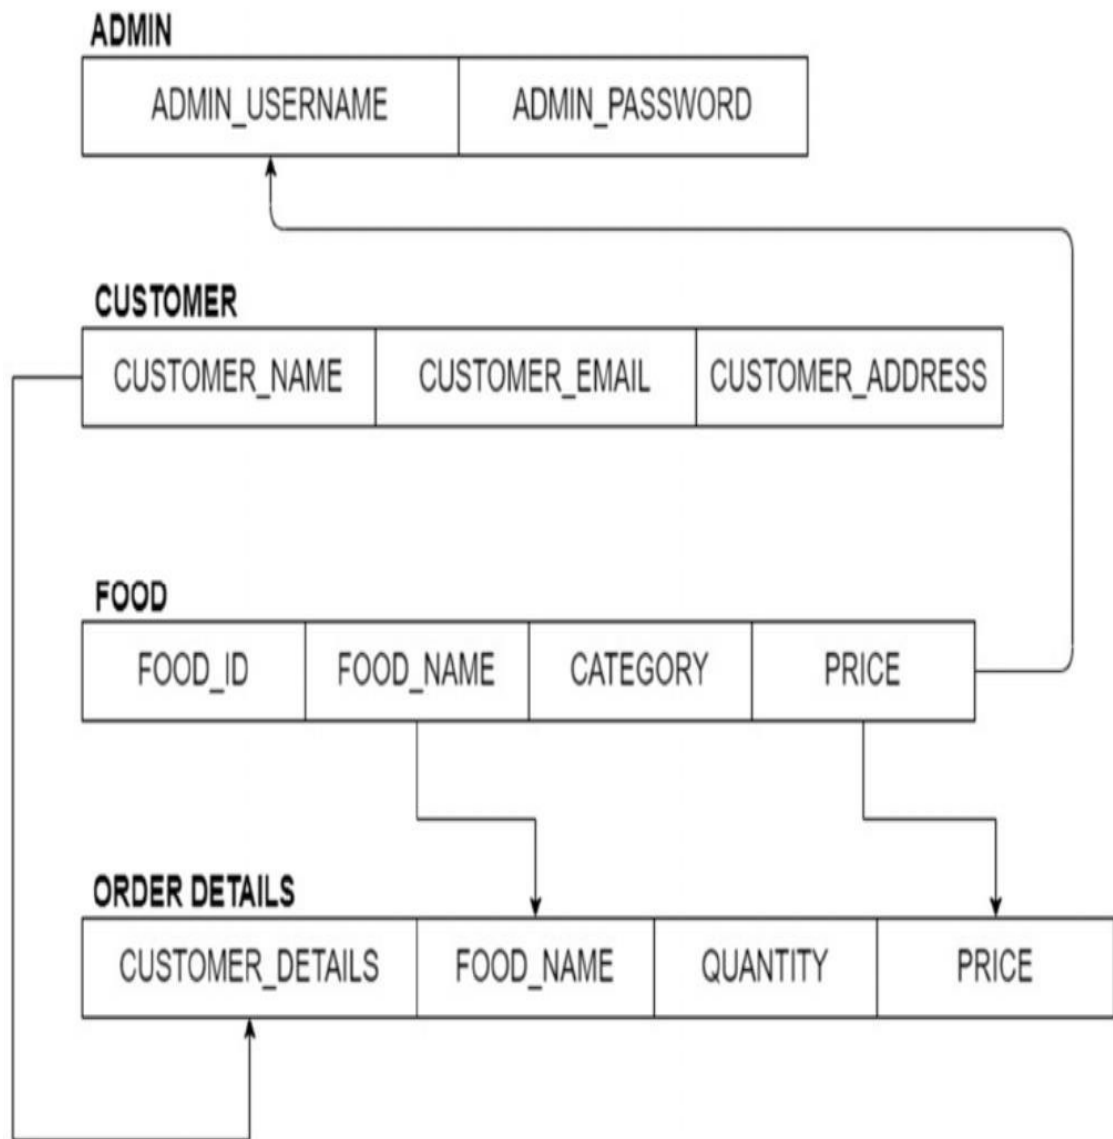 ADMIN
ADMIN_USERNAME ADMIN_PASSWORD
CUSTOMER
CUSTOMER_NAME CUSTOMER_EMAIL CUSTOMER_ADDRESS
FOOD
FOOD_ID FOOD_NAME CATEGORY PRICE
ORDER DETAILS
CUSTOMER_DETAILS FOOD_NAME QUANTITY PRICE